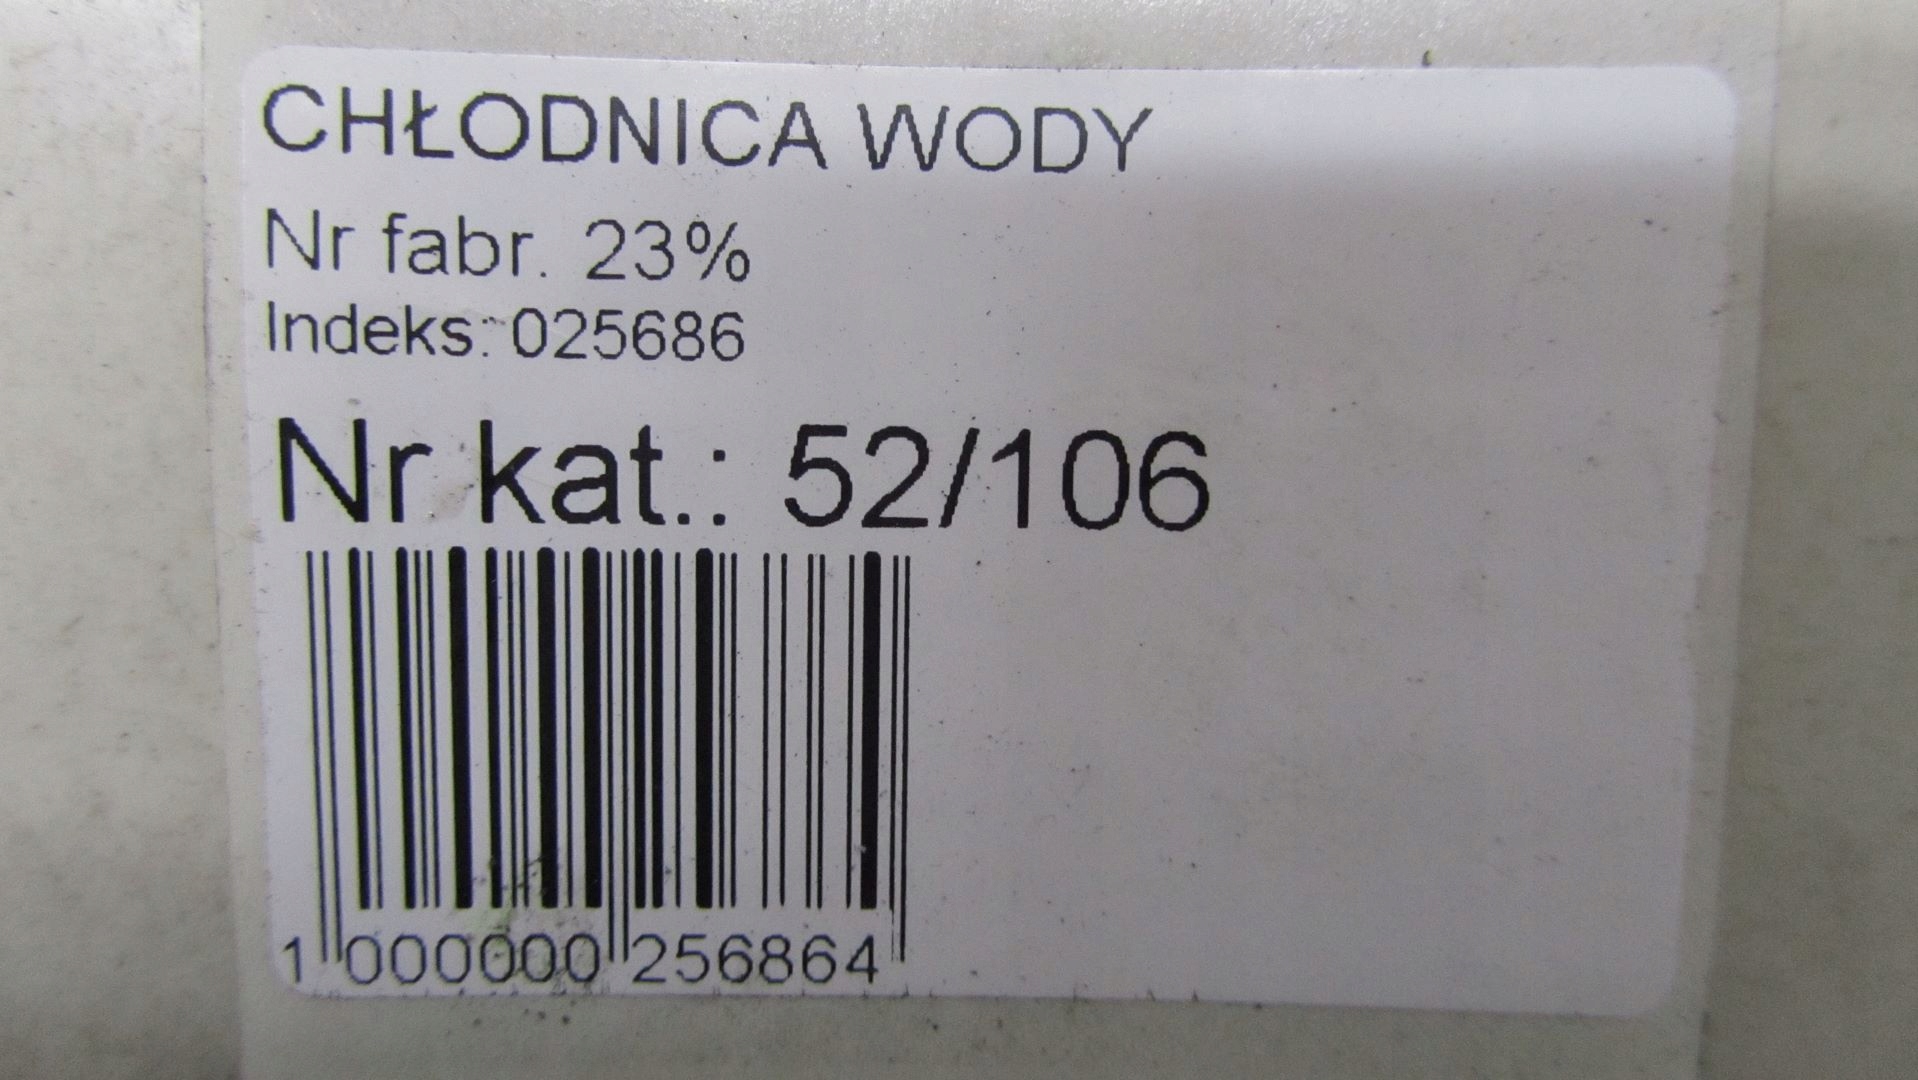 CHŁODNICA WODY
Nr fabr. 23%
Indeks: 025686
Nr kat.: 52/106
1 000000 256864